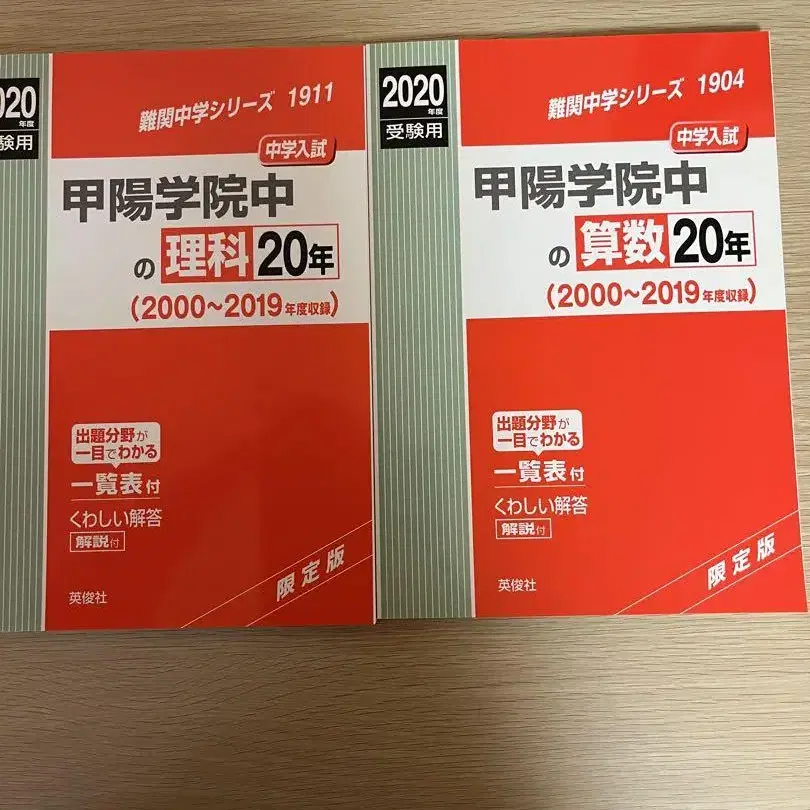 020
年度
験用
難関中学シリーズ 1911
中学入試
甲陽学院中
の 理科 20年
(2000~2019年度収録)
出題分野が
一目でわかる
一覧表付
くわしい解答
解説付
限定版
英俊社
2020
年度
受験用
難関中学シリーズ 1904
中学入試
甲陽学院中
の 算数 20年
(2000~2019年度収録)
出題分野が
一目でわかる
一覧表付
くわしい解答
解説付
限定版
英俊社